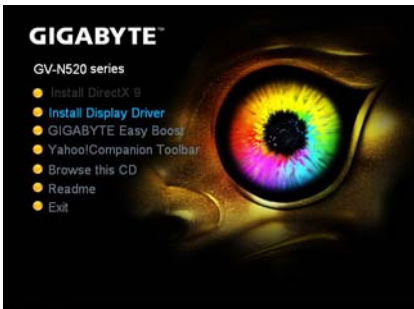 GIGABYTE™
GV-N520 series
Install DirectX 9
Install Display Driver
GIGABYTE Easy Boost
Yahoo!Companion Toolbar
Browse this CD
Readme
Exit